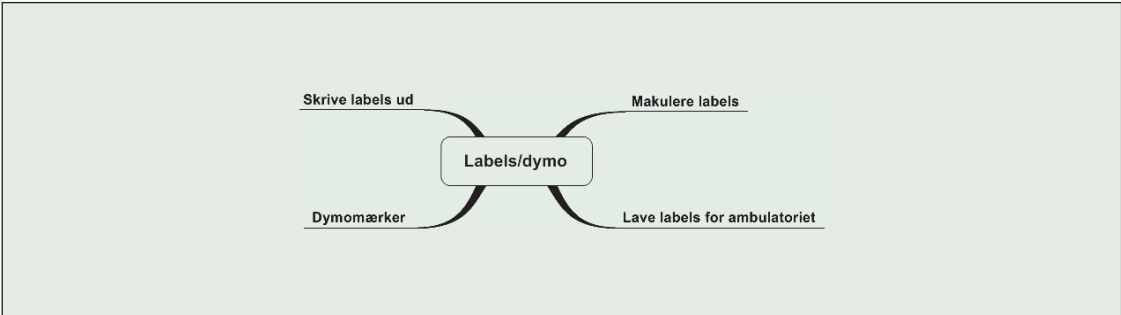 Skrive labels ud
Makulere labels
Labels/dymo
Dymomærker
Lave labels for ambulatoriet